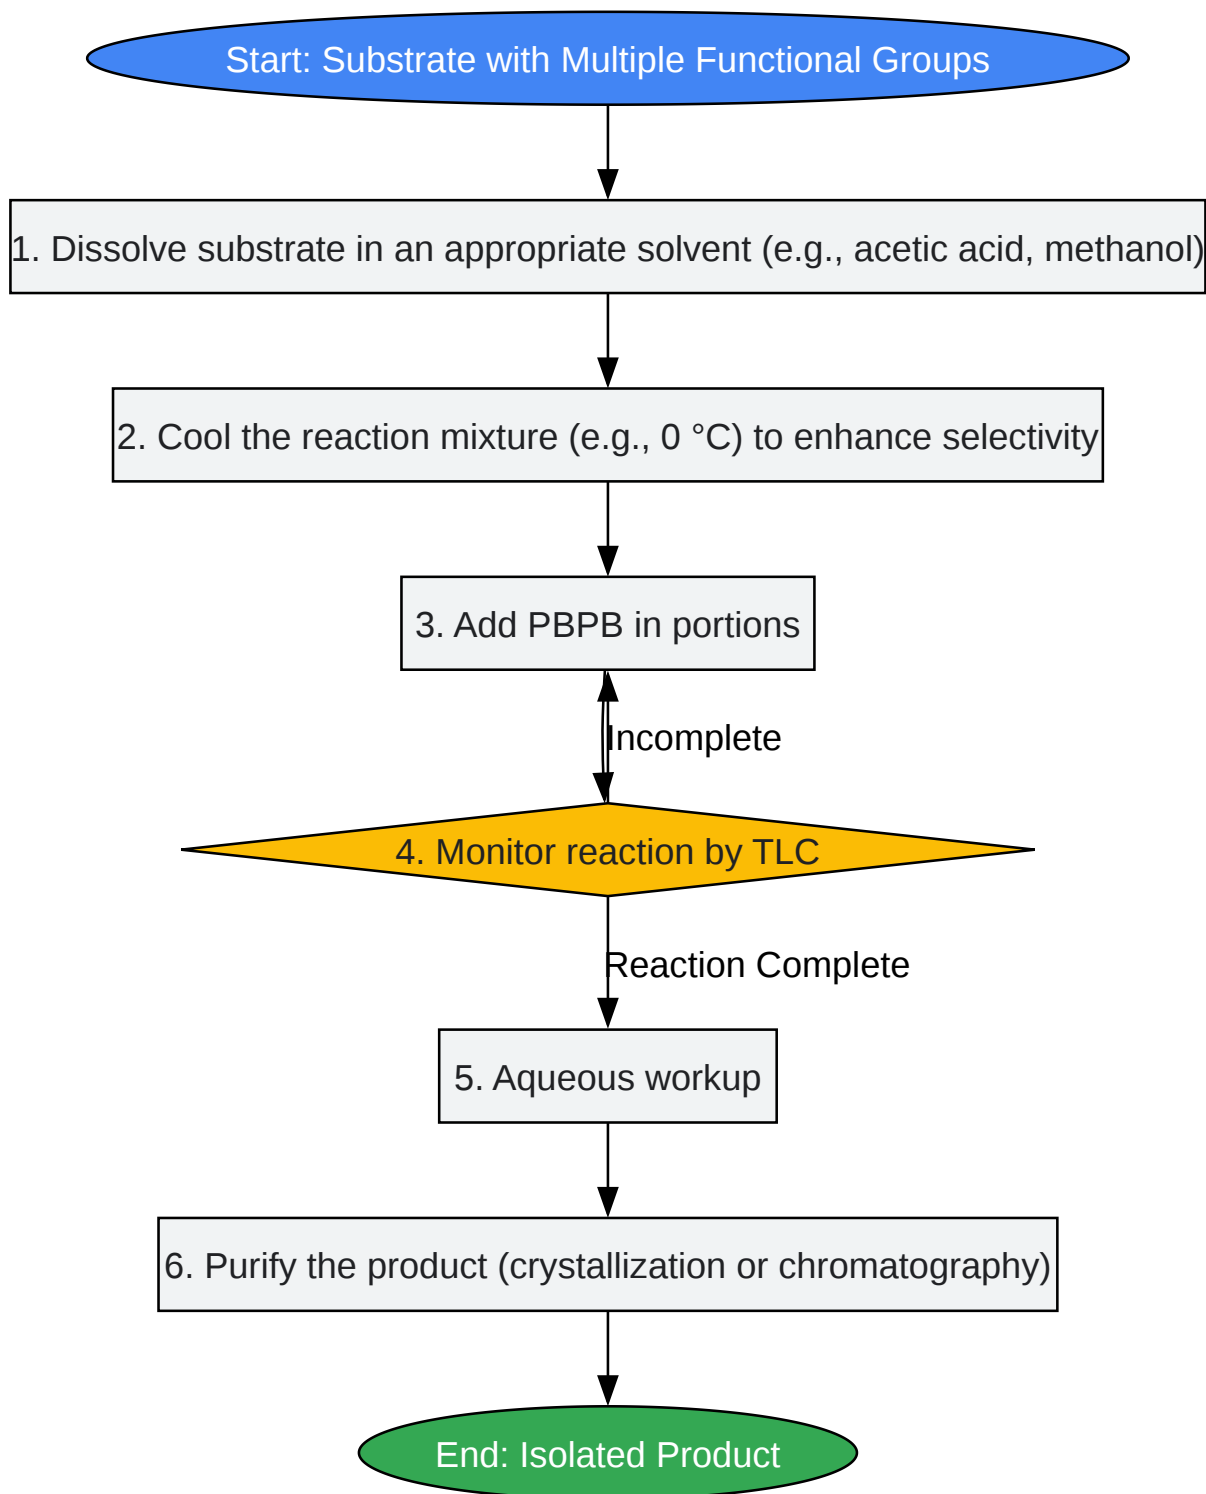 Start: Substrate with Multiple Functional Groups
1. Dissolve substrate in an appropriate solvent (e.g., acetic acid, methanol)
2. Cool the reaction mixture (e.g., 0 °C) to enhance selectivity
3. Add PBPB in portions
Incomplete
4. Monitor reaction by TLC
Reaction Complete
5. Aqueous workup
6. Purify the product (crystallization or chromatography)
End: Isolated Product